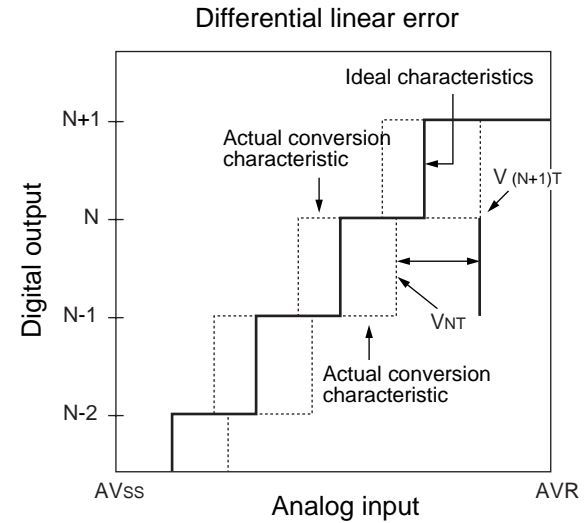 Differential linear error
Ideal characteristics
N+1
Actual conversion
characteristic
V (N+1)T
N
Digital output
N-1
VNT
Actual conversion
characteristic
N-2
AVSS
AVR
Analog input